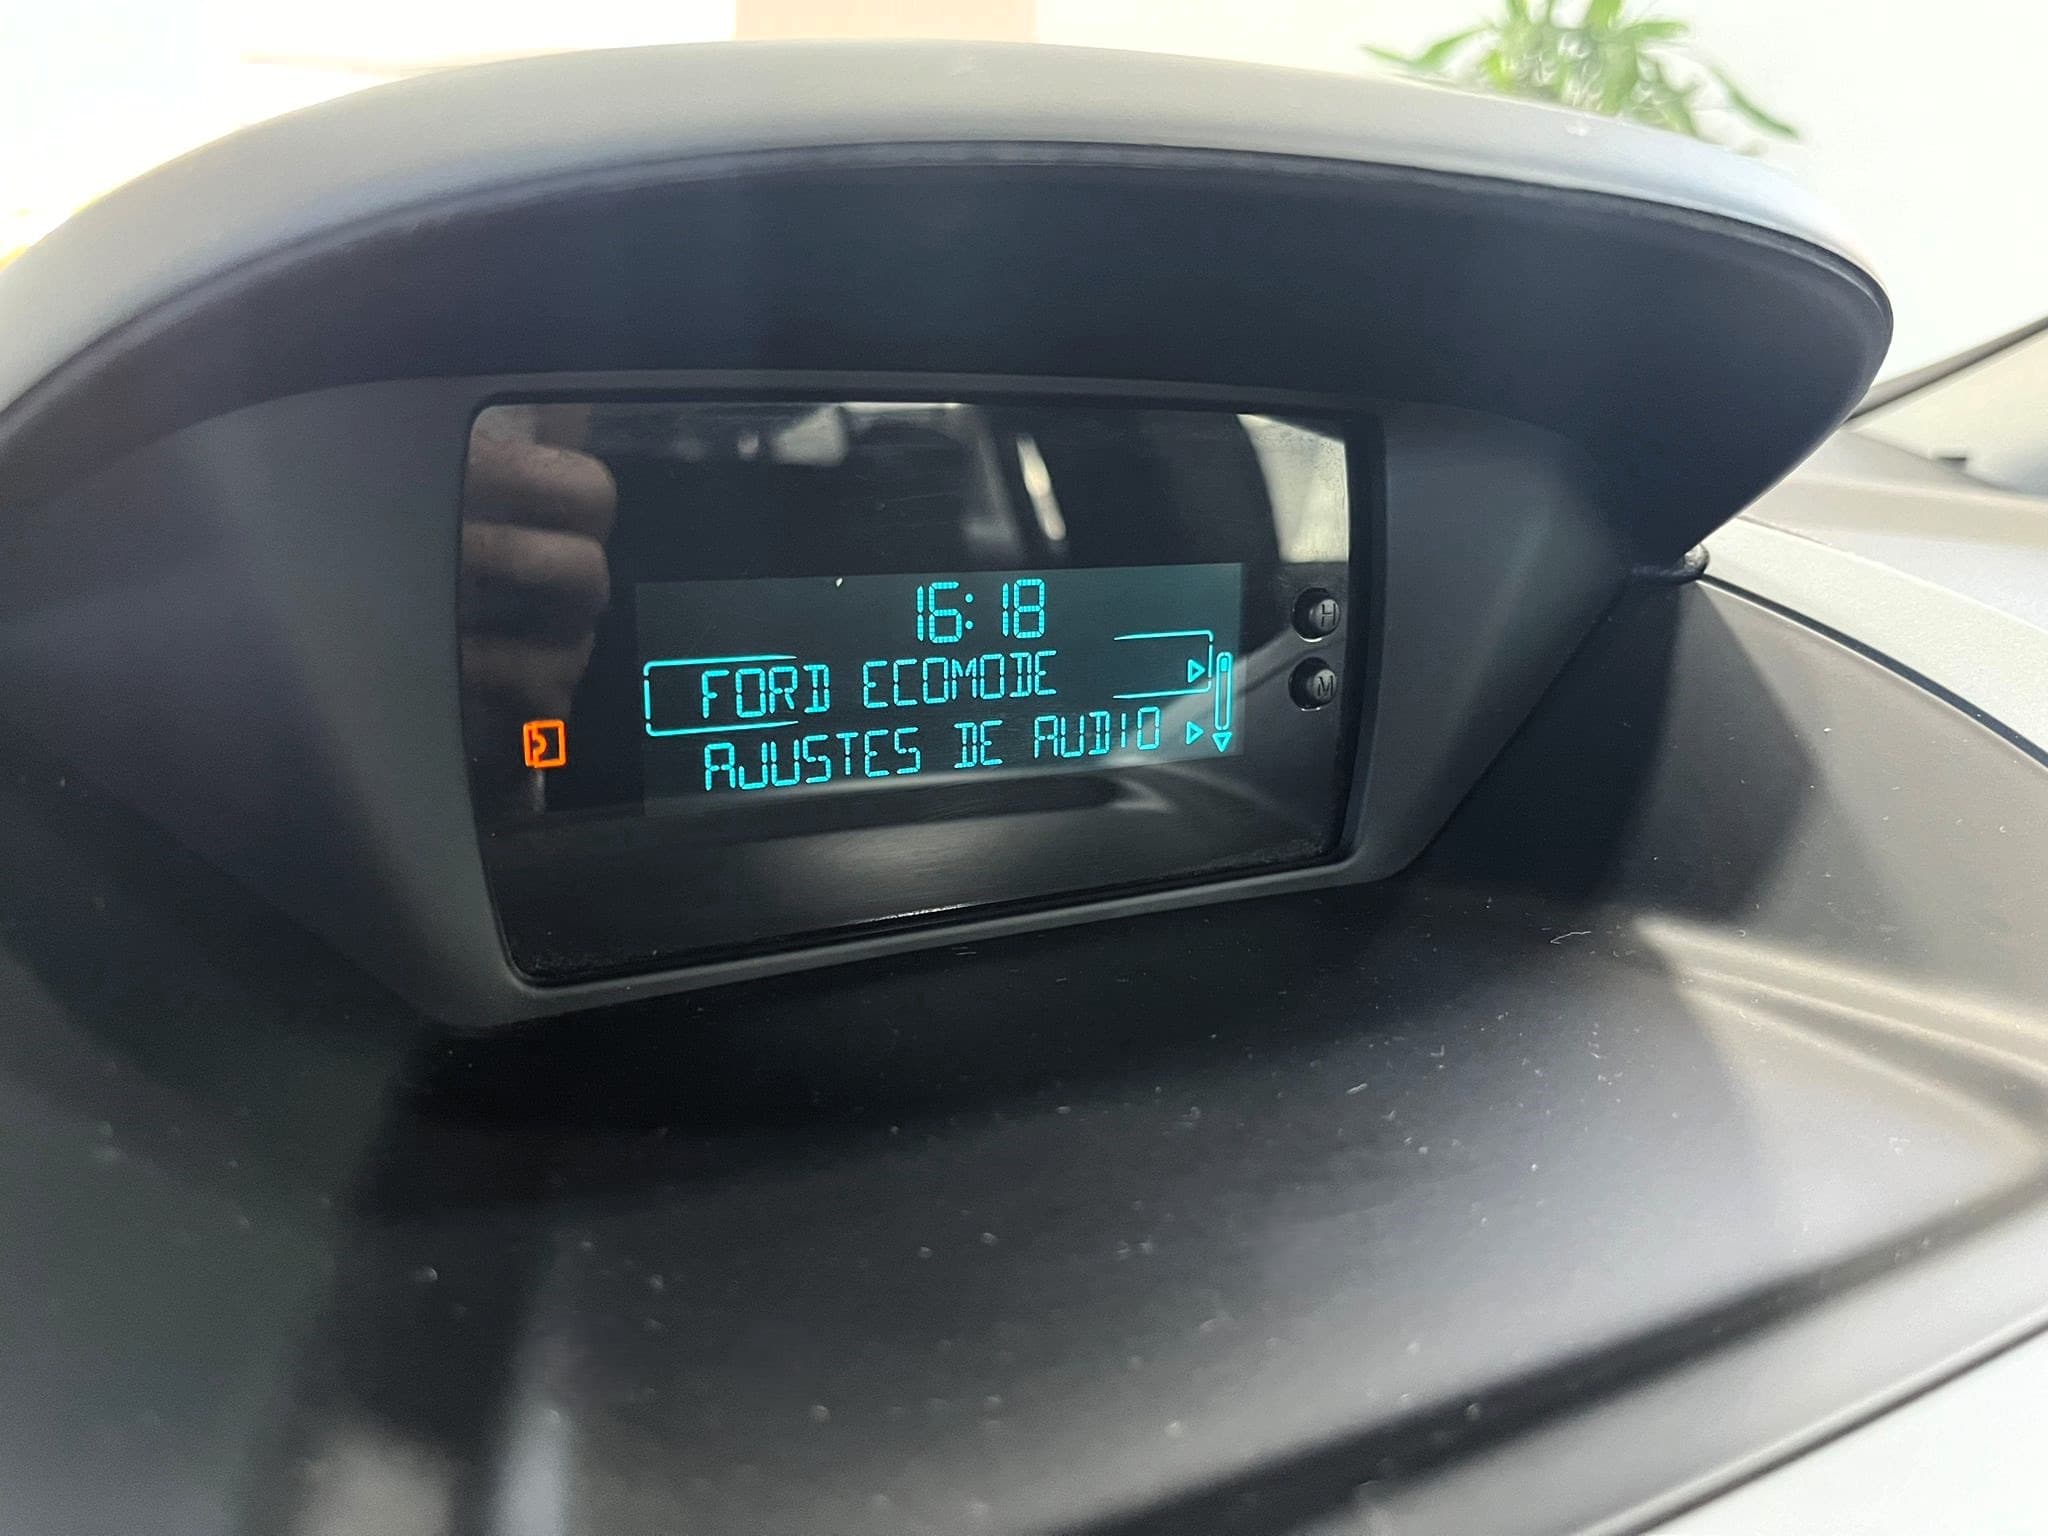 16:18
FORD ECOMODE
AJUSTES DE AUDIO
H
M